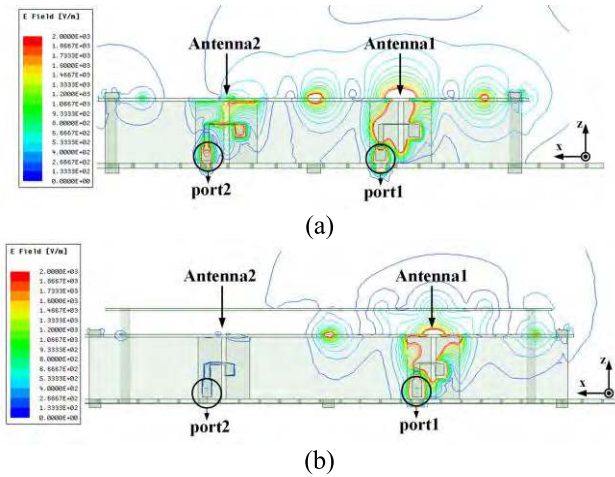 E Field [V/m]
2.0000E+03
1.8667E+03
1.7333E+03
1.6000E+03
1.4667E+03
1.3333E+03
1.2000E+03
1.0667E+03
9.3333E+02
8.0000E+02
6.6667E+02
5.3333E+02
4.0000E+02
2.6667E+02
1.3333E+02
0.0000E+00
Antenna2
Antenna1
z
x
port2
port1
(a)
E Field [V/m]
2.0000E+03
1.8667E+03
1.7333E+03
1.6000E+03
1.4667E+03
1.3333E+03
1.2000E+03
1.0667E+03
9.3333E+02
8.0000E+02
6.6667E+02
5.3333E+02
4.0000E+02
2.6667E+02
1.3333E+02
0.0000E+00
Antenna2
Antenna1
z
x
port2
port1
(b)